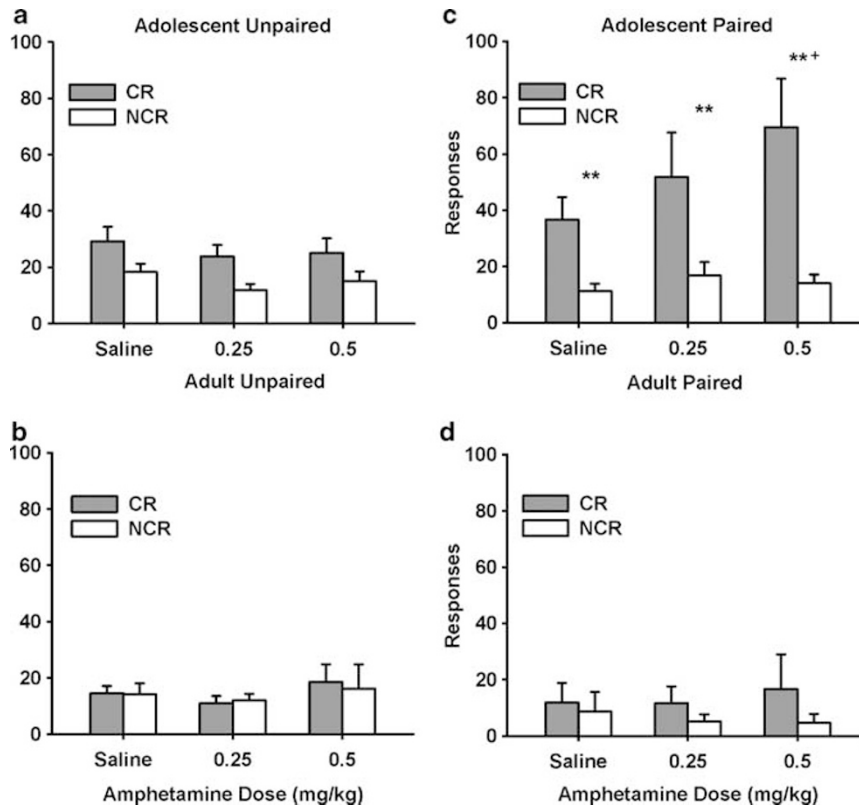 a
Adolescent Unpaired
100
80
60
40
20
0
CR
NCR
Saline 0.25 0.5
Adult Unpaired
c
Adolescent Paired
100
80
60
40
20
0
Responses
CR
NCR
**
**
**+
Saline 0.25 0.5
Adult Paired
b
100
80
60
40
20
0
CR
NCR
Saline 0.25 0.5
Amphetamine Dose (mg/kg)
d
100
80
60
40
20
0
Responses
CR
NCR
Saline 0.25 0.5
Amphetamine Dose (mg/kg)